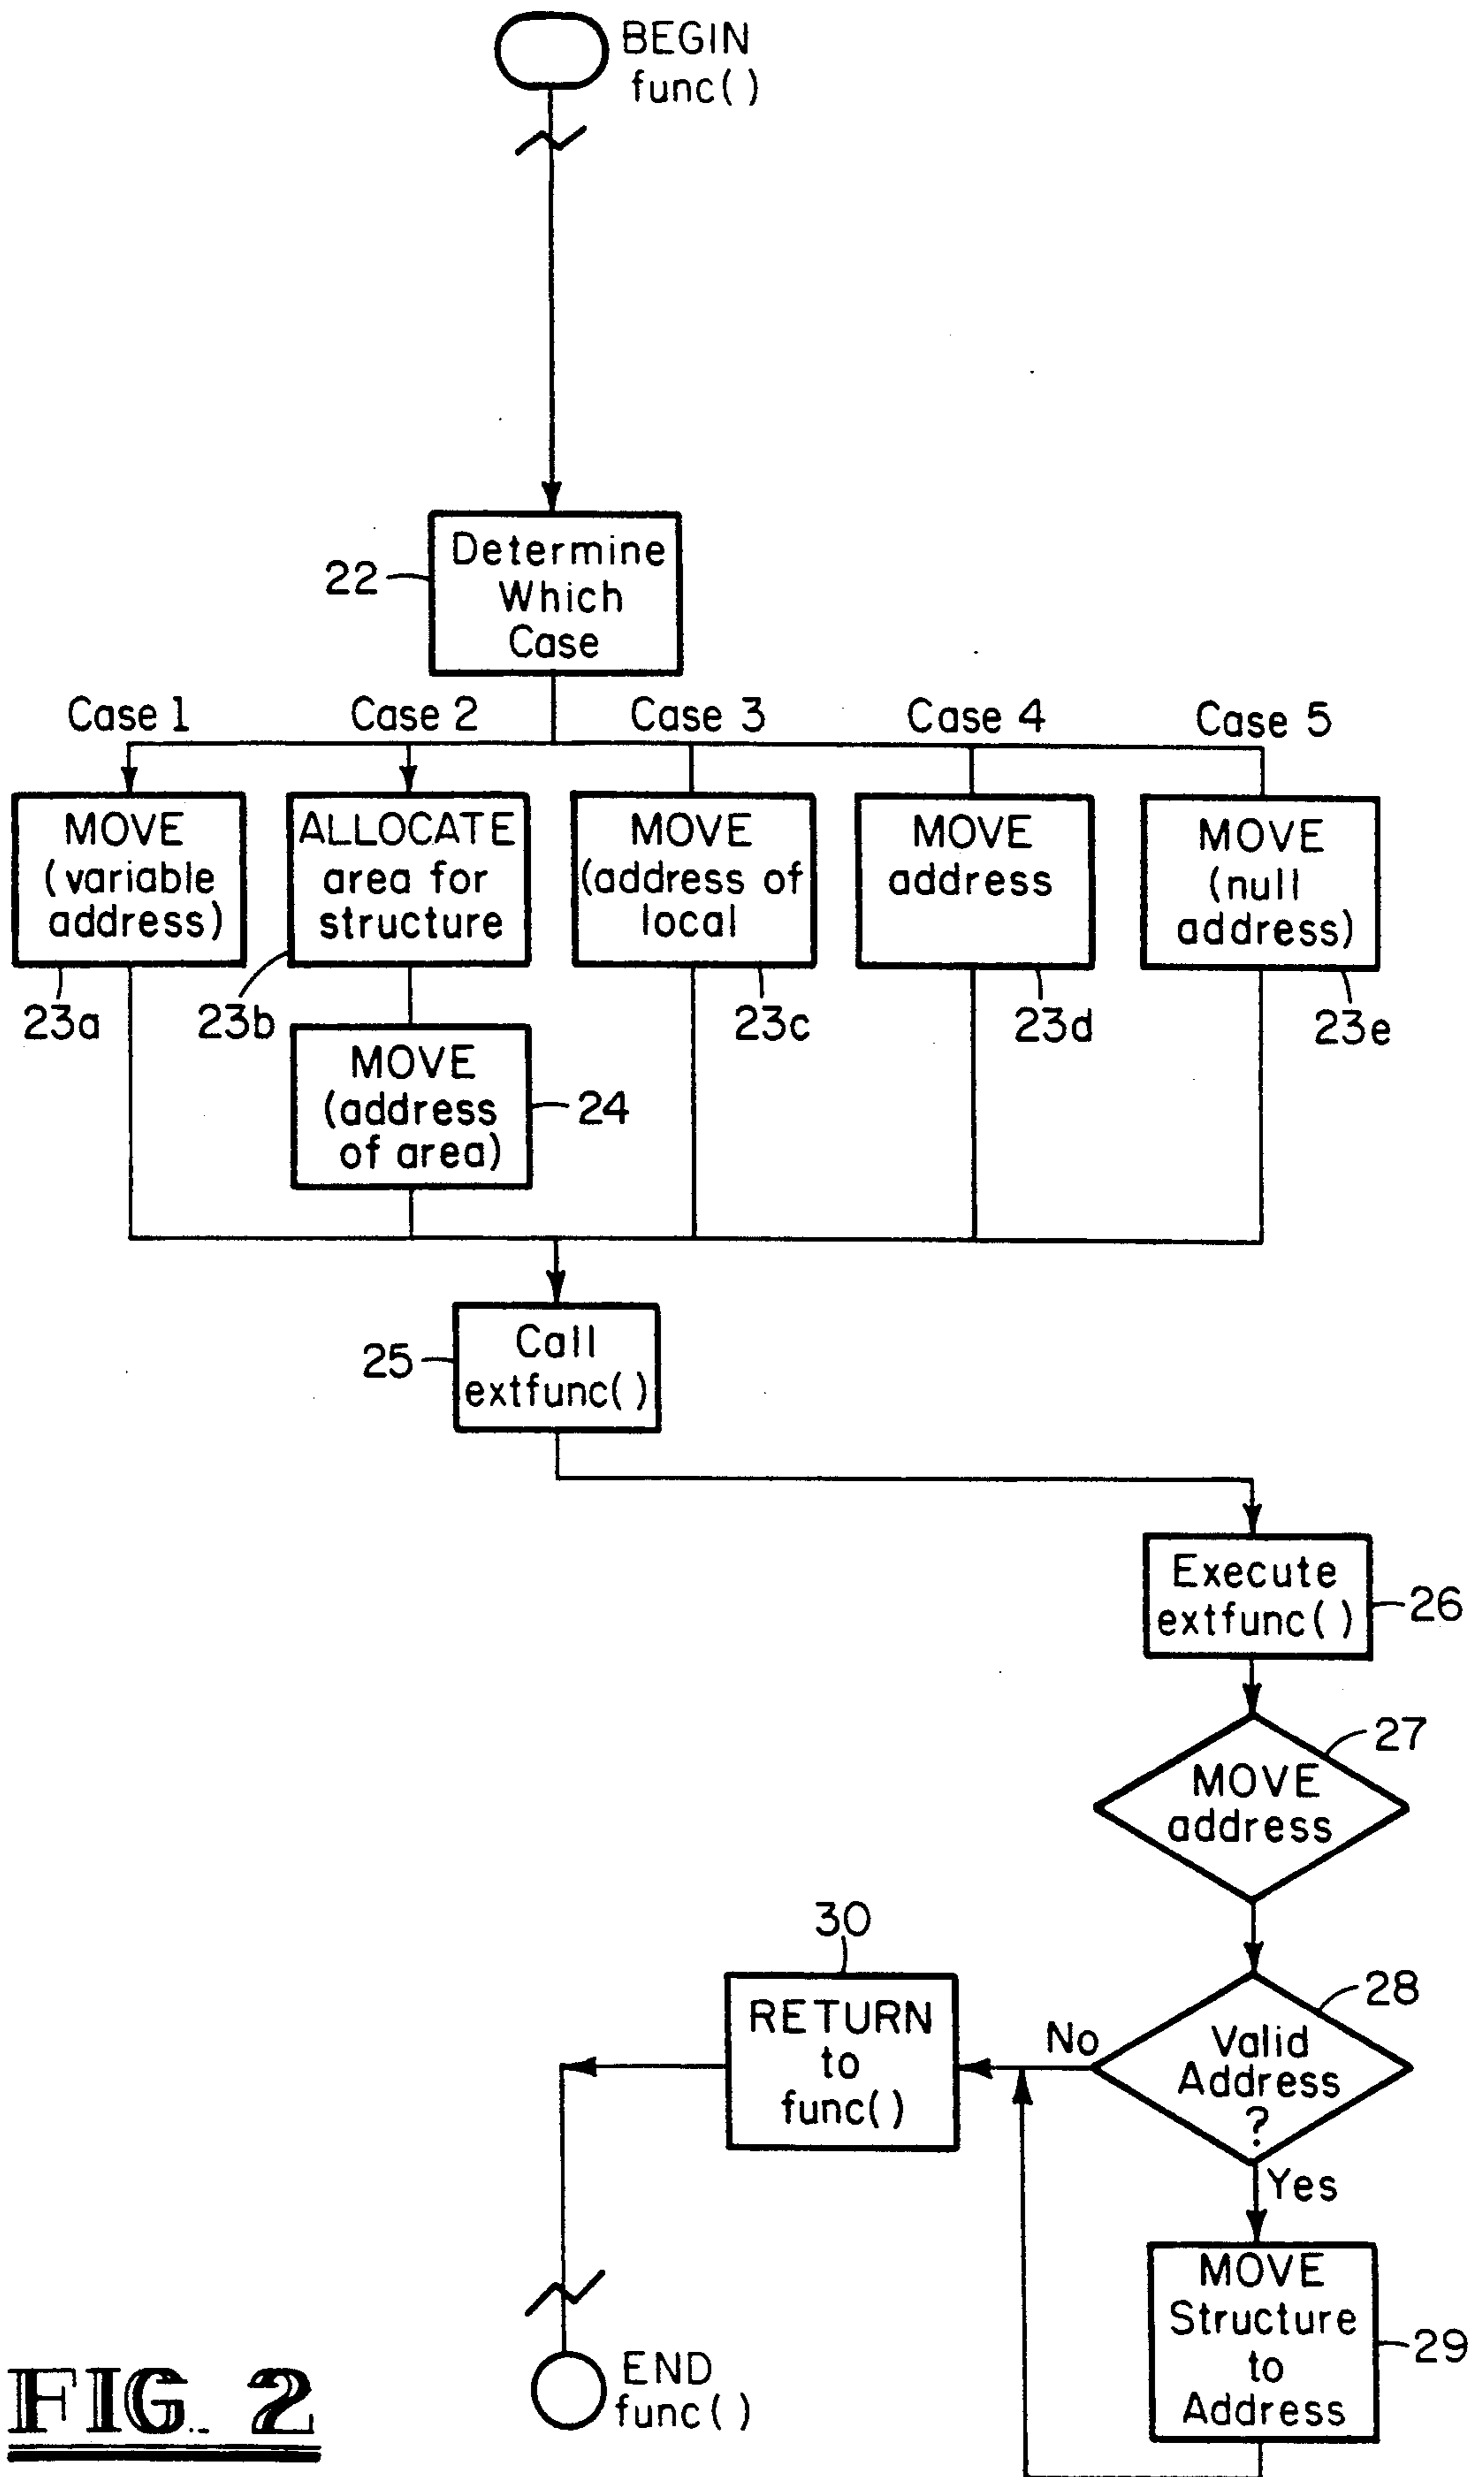 BEGIN
func( )
22
Determine
Which
Case
Case 1
Case 2
Case 3
Case 4
Case 5
MOVE
(variable
address)
23a
ALLOCATE
area for
structure
23b
MOVE
(address of
local
23c
MOVE
address
23d
MOVE
(null
address)
23e
MOVE
(address
of area)
24
25
Call
extfunc( )
Execute
extfunc( )
26
MOVE
address
27
Valid
Address
?
28
No
Yes
30
RETURN
to
func( )
MOVE
Structure
to
Address
29
END
func( )
FIG. 2